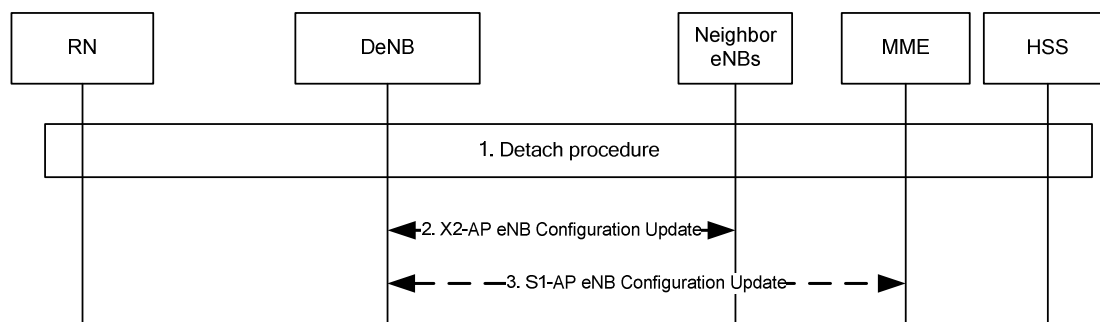 RN
DeNB
Neighbor
eNBs
MME
HSS
1. Detach procedure
2. X2-AP eNB Configuration Update
3. S1-AP eNB Configuration Update